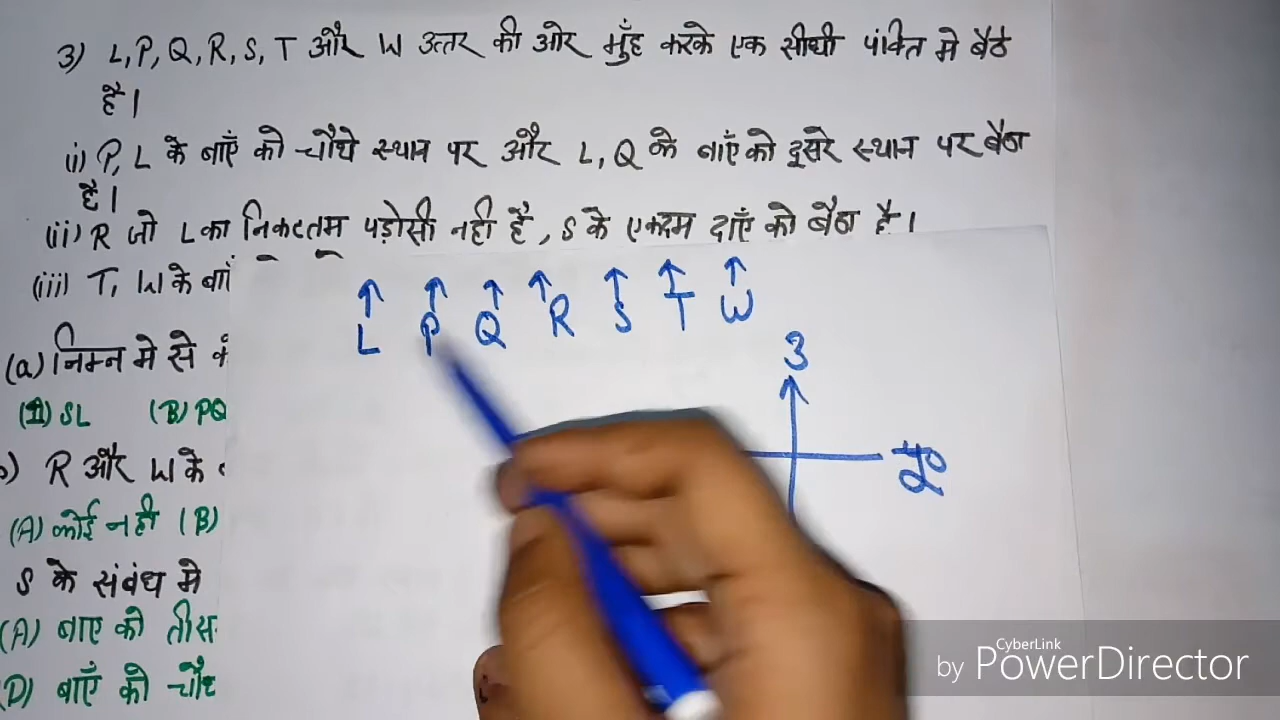 3) L, P, Q, R, S, T और W उत्तर की ओर मुँह करके एक सीधी पंक्ति मे बैठे
है।
(i) P, L के बाएँ को चौथे स्थान पर और L, Q के बाएँ को दूसरे स्थान पर बैठा
है।
(ii) R जो L का निकटतम पड़ोसी नही है, S के एकदम दाएँ को बैठा है।
(iii) T, W के बाएँ
L P Q R S T W
उ
पू
(a) निम्न मे से
(A) SL (B) PQ
) R और W के
(A) कोई नही (B)
S के संबंध मे
(A) बाए को तीस
(D) बाएँ को चौथ
CyberLink
by PowerDirector